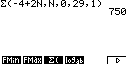 Σ(-4+2N,N,0,29,1)
750
FMin FMax Σ( logab ▷